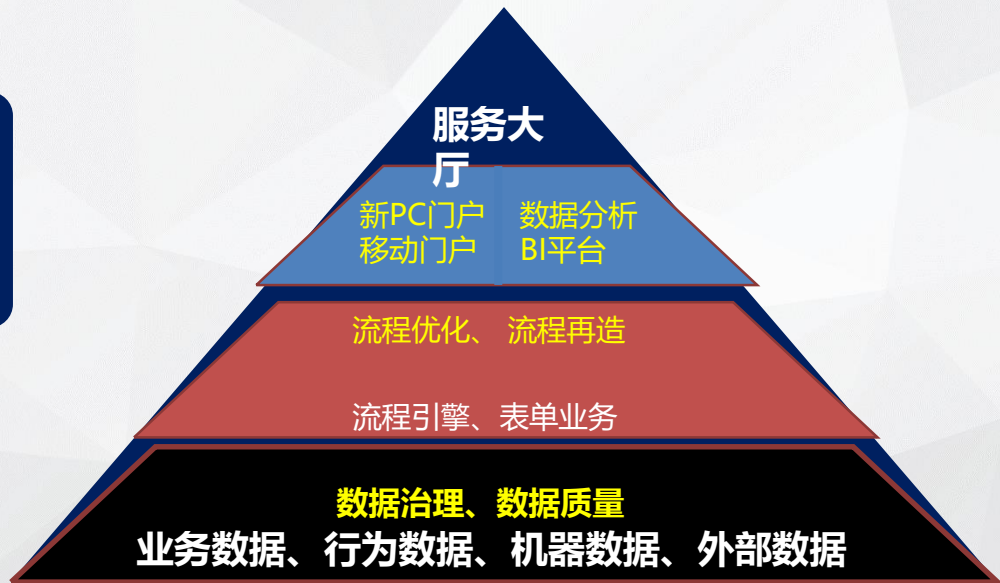 服务大
厅
新PC门户
移动门户
数据分析
BI平台
流程优化、 流程再造
流程引擎、表单业务
数据治理、数据质量
业务数据、行为数据、机器数据、外部数据